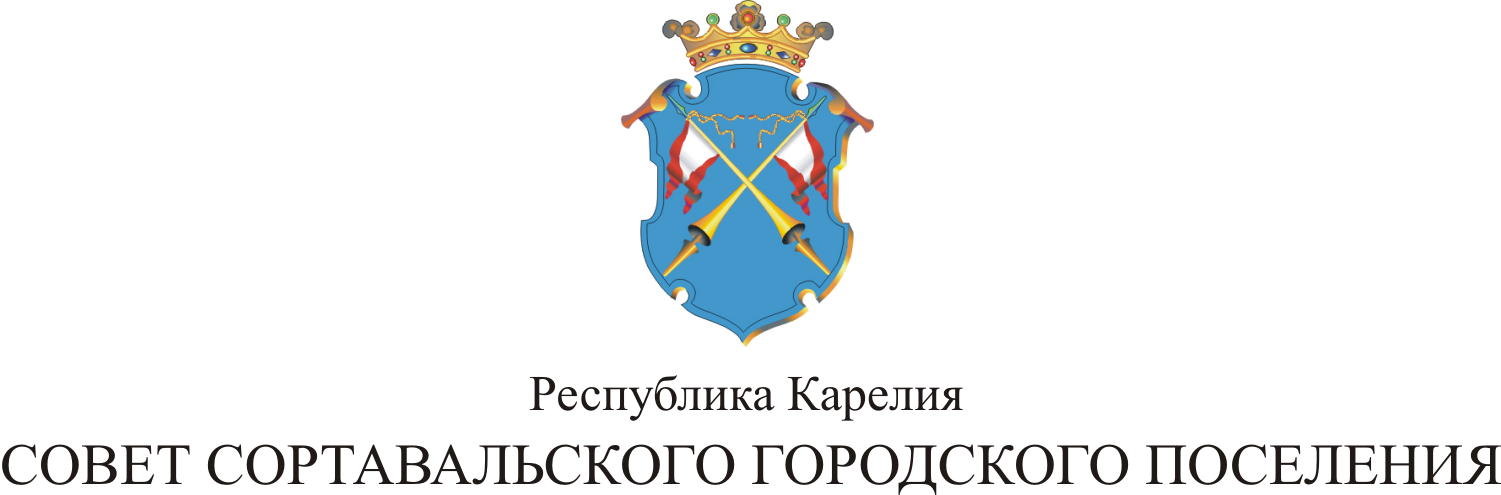 Республика Карелия
СОВЕТ СОРТАВАЛЬСКОГО ГОРОДСКОГО ПОСЕЛЕНИЯ